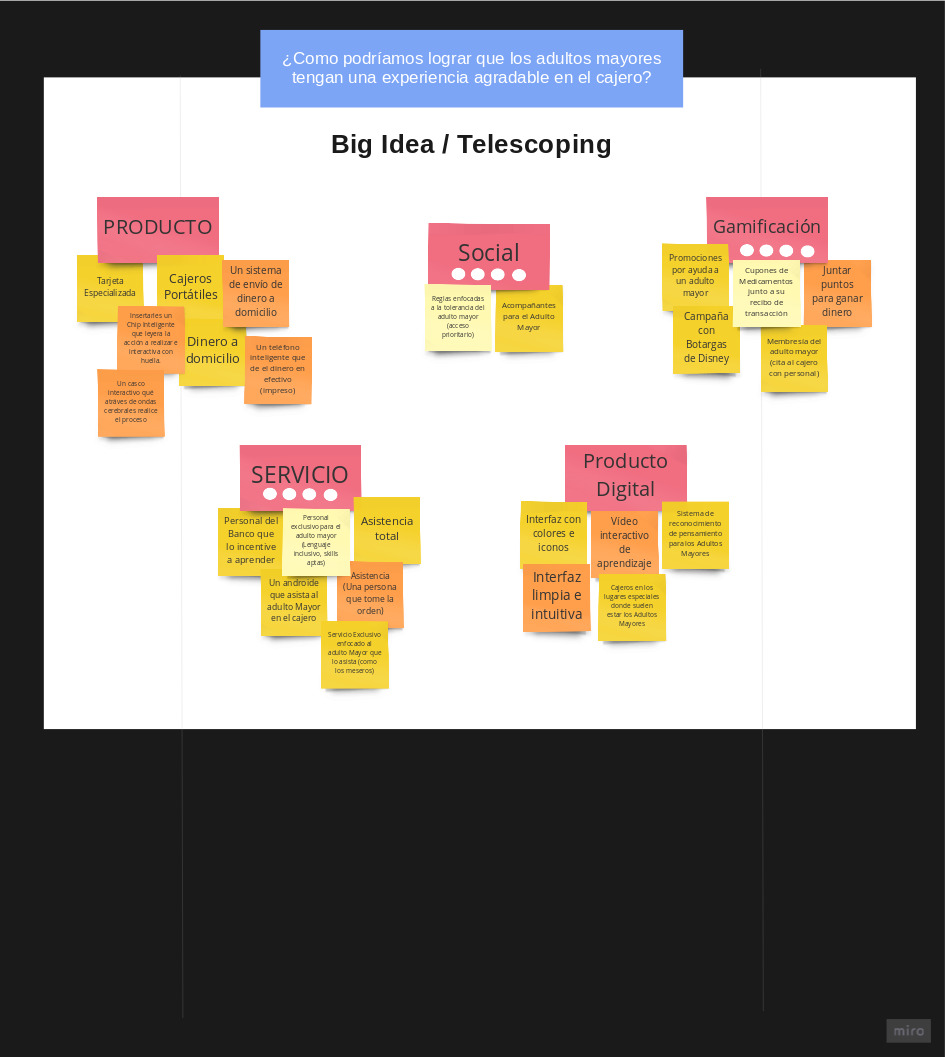 ¿Como podríamos lograr que los adultos mayores
tengan una experiencia agradable en el cajero?
Big Idea / Telescoping
PRODUCTO
Tarjeta
Especializada
Cajeros
Portátiles
Un sistema
de envío de
dinero a
domicilio
Insertarles un
Chip Inteligente
que leyera la
acción a realizar e
interactiva con
huella.
Dinero a
domicilio
Un teléfono
inteligente que
de el dinero en
efectivo
(impreso)
Un casco
interactivo qué
atráves de ondas
cerebrales realice
el proceso
Social
Reglas enfocadas
a la tolerancia del
adulto mayor
(acceso
prioritario)
Acompañantes
para el Adulto
Mayor
Gamificación
Promociones
por ayuda a
un adulto
mayor
Cupones de
Medicamentos
junto a su
recibo de
transacción
Juntar
puntos
para ganar
dinero
Campaña
con
Botargas
de Disney
Membresía del
adulto mayor
(cita al cajero
con personal)
SERVICIO
Personal del
Banco que
lo incentive
a aprender
Personal
exclusivo para el
adulto mayor
(Lenguaje
inclusivo, skills
aptas)
Asistencia
total
Un androide
que asista al
adulto Mayor
en el cajero
Asistencia
(Una persona
que tome la
orden)
Servicio Exclusivo
enfocado al
adulto Mayor que
lo asista (como
los meseros)
Producto
Digital
Interfaz con
colores e
iconos
Video
interactivo
de
aprendizaje
Sistema de
reconocimiento
de pensamiento
para los Adultos
Mayores
Interfaz
limpia e
intuitiva
Cajeros en los
lugares especiales
donde suelen
estar los Adultos
Mayores
miro